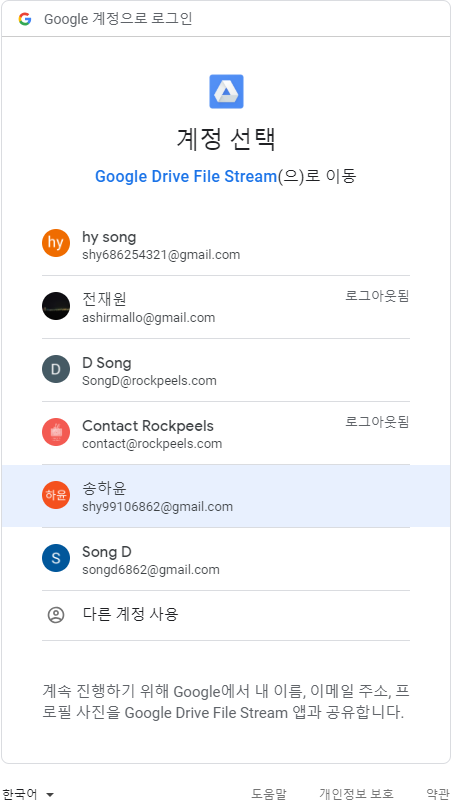 Google 계정으로 로그인
계정 선택
Google Drive File Stream(으)로 이동
hy
hy song
shy686254321@gmail.com
전재원
로그아웃됨
ashirmallo@gmail.com
D
D Song
SongD@rockpeels.com
Contact Rockpeels
로그아웃됨
contact@rockpeels.com
하윤
송하윤
shy99106862@gmail.com
S
Song D
songd6862@gmail.com
다른 계정 사용
계속 진행하기 위해 Google에서 내 이름, 이메일 주소, 프
로필 사진을 Google Drive File Stream 앱과 공유합니다.
한국어 도움말 개인정보 보호 약관